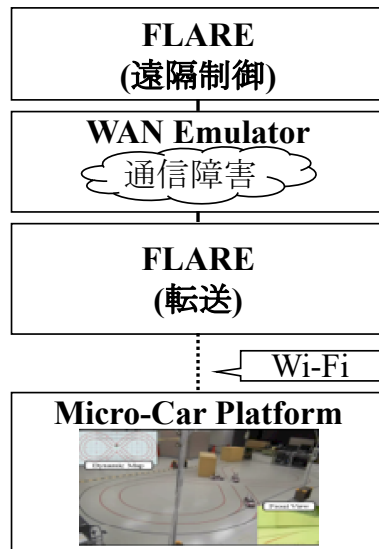 FLARE
(遠隔制御)
WAN Emulator
通信障害
FLARE
(転送)
Wi-Fi
Micro-Car Platform
Dynamic Map
Front View